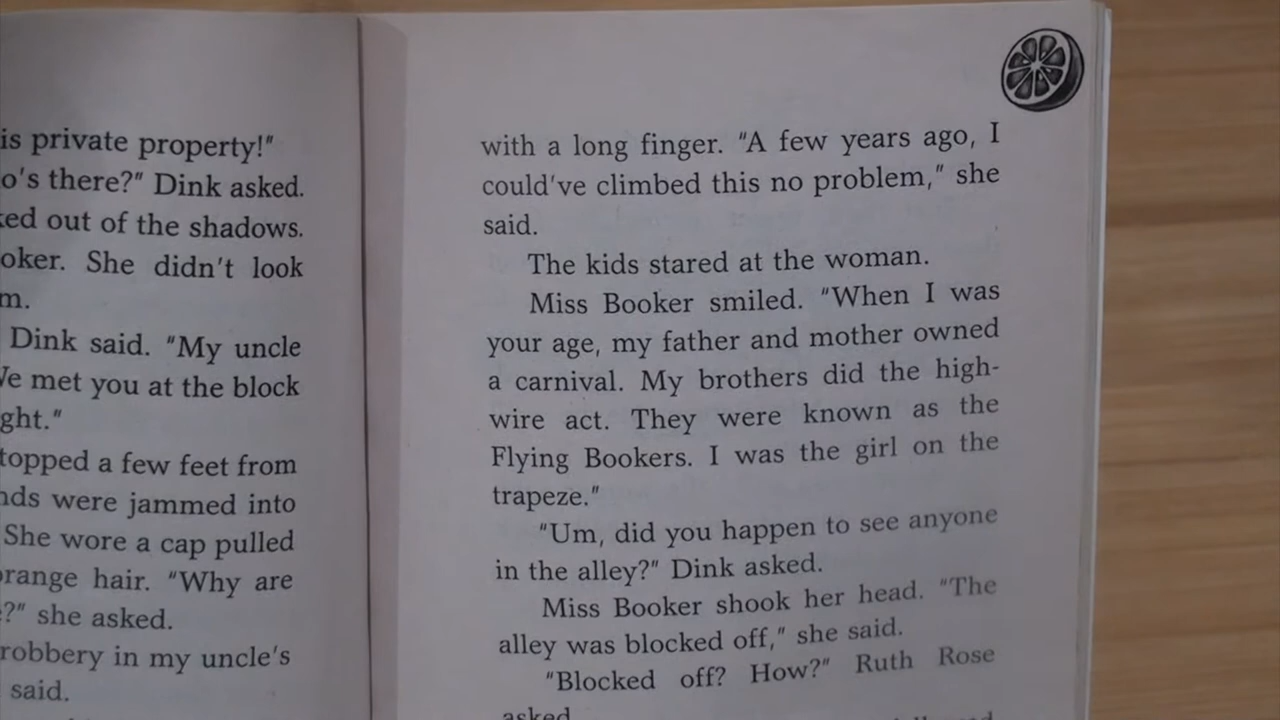 is private property!"
o's there?" Dink asked.
ked out of the shadows.
oker. She didn't look
m.
Dink said. "My uncle
We met you at the block
ght."
topped a few feet from
nds were jammed into
She wore a cap pulled
orange hair. "Why are
?" she asked.
robbery in my uncle's
said.
with a long finger. "A few years ago, I
could've climbed this no problem," she
said.
The kids stared at the woman.
Miss Booker smiled. "When I was
your age, my father and mother owned
a carnival. My brothers did the high-
wire act. They were known as the
Flying Bookers. I was the girl on the
trapeze."
"Um, did you happen to see anyone
in the alley?" Dink asked.
Miss Booker shook her head. "The
alley was blocked off," she said.
"Blocked off? How?" Ruth Rose
asked